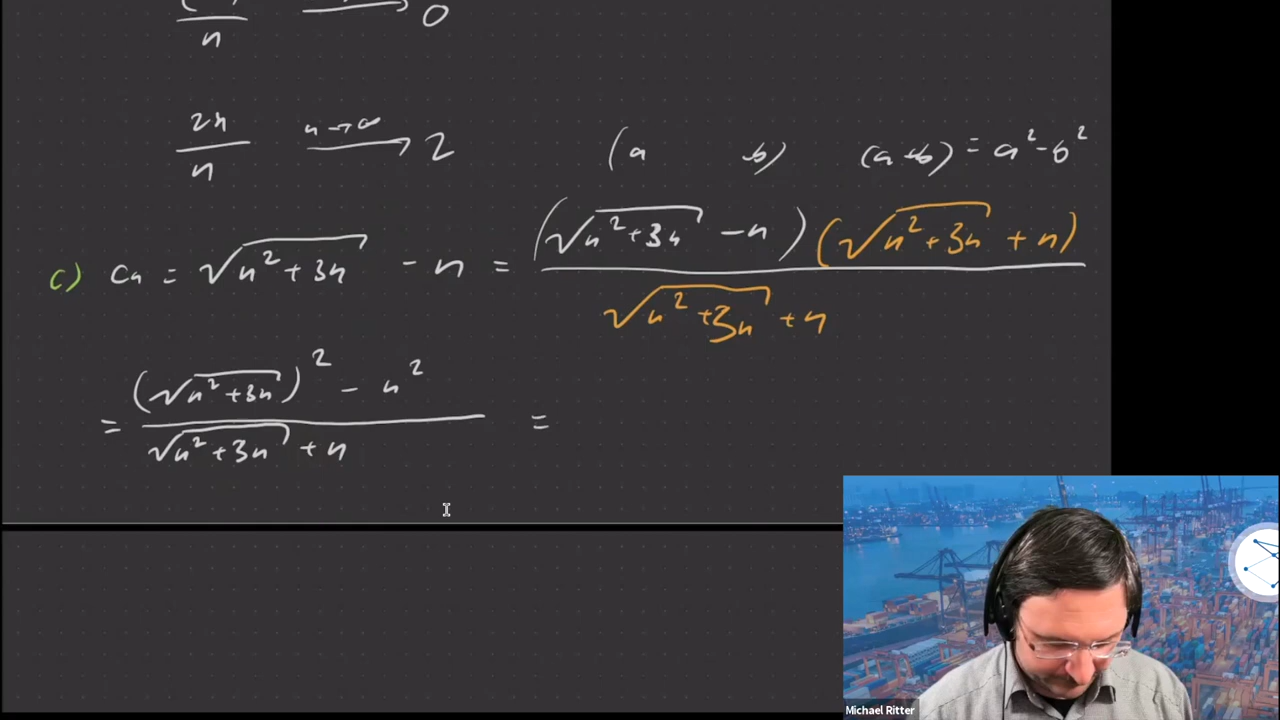 n → 0
2n/n —n→∞→ 2
(a b) (a+b) = a²-b²
c) cn = √(n²+3n) - n = (√(n²+3n) - n)(√(n²+3n) + n) / (√(n²+3n) + n)
= ((√(n²+3n))² - n²) / (√(n²+3n) + n) =
Michael Ritter